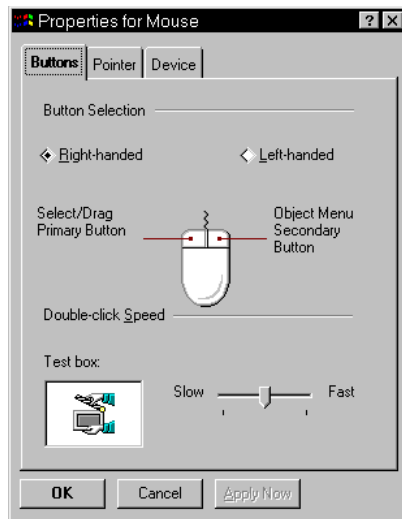 Properties for Mouse
Buttons Pointer Device
Button Selection
Right-handed Left-handed
Select/Drag
Primary Button
Object Menu
Secondary
Button
Double-click Speed
Test box:
Slow Fast
OK Cancel Apply Now